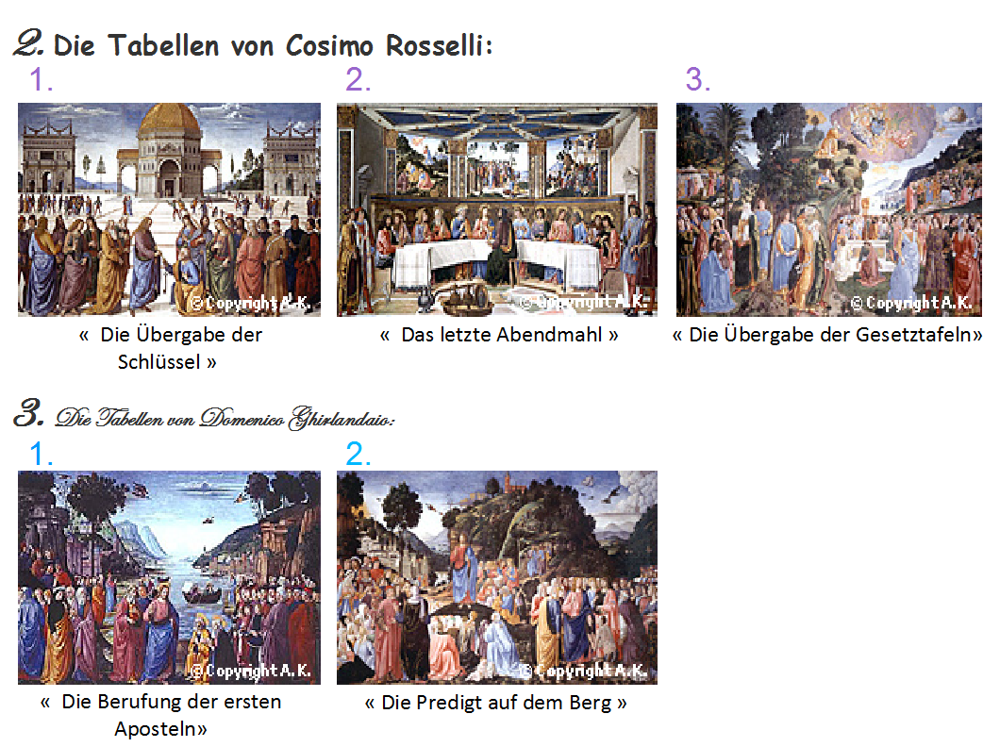 2. Die Tabellen von Cosimo Rosselli:
1. 2. 3.
© Copyright A. K. © Copyright A. K. © Copyright A. K.
« Die Übergabe der
Schlüssel »
« Das letzte Abendmahl »
« Die Übergabe der Gesetztafeln»
3. Die Tabellen von Domenico Ghirlandaio:
1. 2.
© Copyright A. K. © Copyright A. K.
« Die Berufung der ersten
Aposteln»
« Die Predigt auf dem Berg »